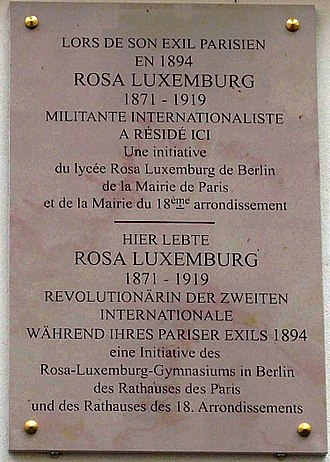 LORS DE SON EXIL PARISIEN
EN 1894
ROSA LUXEMBURG
1871 - 1919
MILITANTE INTERNATIONALISTE
A RÉSIDÉ ICI
Une initiative
du lycée Rosa Luxemburg de Berlin
de la Mairie de Paris
et de la Mairie du 18ème arrondissement
HIER LEBTE
ROSA LUXEMBURG
1871 - 1919
REVOLUTIONÄRIN DER ZWEITEN
INTERNATIONALE
WÄHREND IHRES PARISER EXILS 1894
eine Initiative des
Rosa-Luxemburg-Gymnasiums in Berlin
des Rathauses des Paris
und des Rathauses des 18. Arrondissements